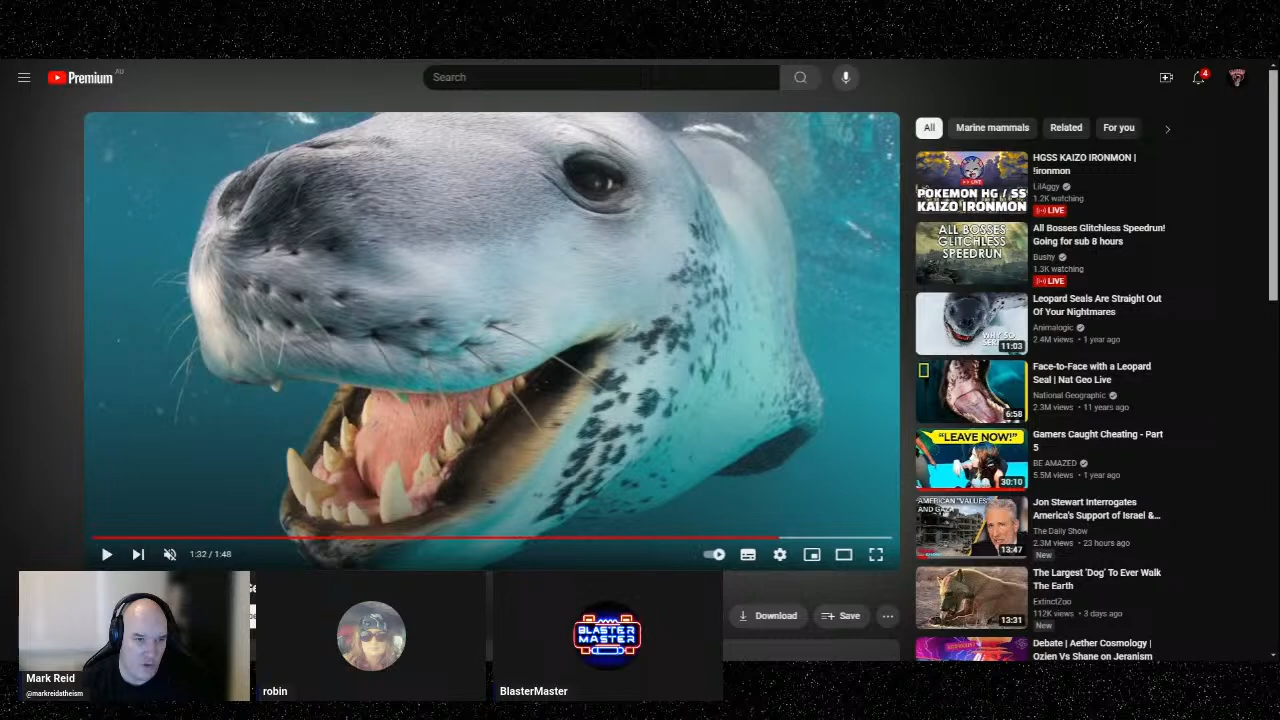 Premium AU
Search
4
All
Marine mammals
Related
For you
POKEMON HG / SS
KAIZO IRONMON
HGSS KAIZO IRONMON |
!ironmon
LilAggy
1.2K watching
LIVE
ALL BOSSES
GLITCHLESS
SPEEDRUN
All Bosses Glitchless Speedrun!
Going for sub 8 hours
Bushy
1.3K watching
LIVE
WHY SO
11:03
Leopard Seals Are Straight Out
Of Your Nightmares
Animalogic
2.4M views • 1 year ago
6:58
Face-to-Face with a Leopard
Seal | Nat Geo Live
National Geographic
2.3M views • 11 years ago
"LEAVE NOW!"
30:10
Gamers Caught Cheating - Part
5
BE AMAZED
5.5M views • 1 year ago
AMERICAN "VALUES"
AND GAZA
13:47
Jon Stewart Interrogates
America's Support of Israel &...
The Daily Show
2.3M views • 23 hours ago
New
13:31
The Largest 'Dog' To Ever Walk
The Earth
ExtinctZoo
112K views • 3 days ago
New
Debate | Aether Cosmology |
Ozien Vs Shane on Jeranism
1:32 / 1:48
Download
Save
Mark Reid
@markreidatheism
robin
BLASTER
MASTER
BlasterMaster